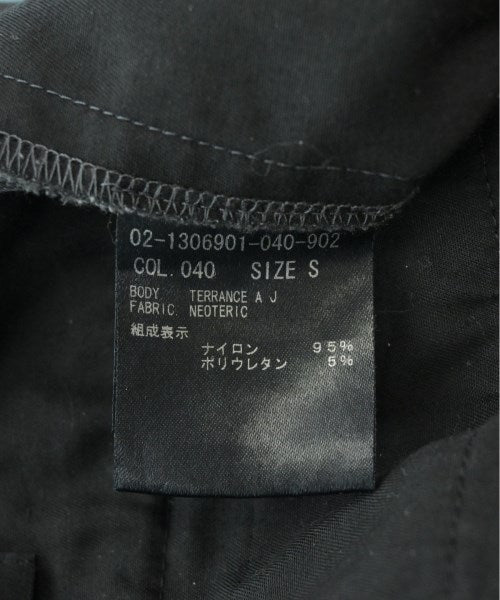 02-1306901-040-902
COL.040 SIZE S
BODY TERRANCE A J
FABRIC. NEOTERIC
組成表示
ナイロン 95%
ポリウレタン 5%